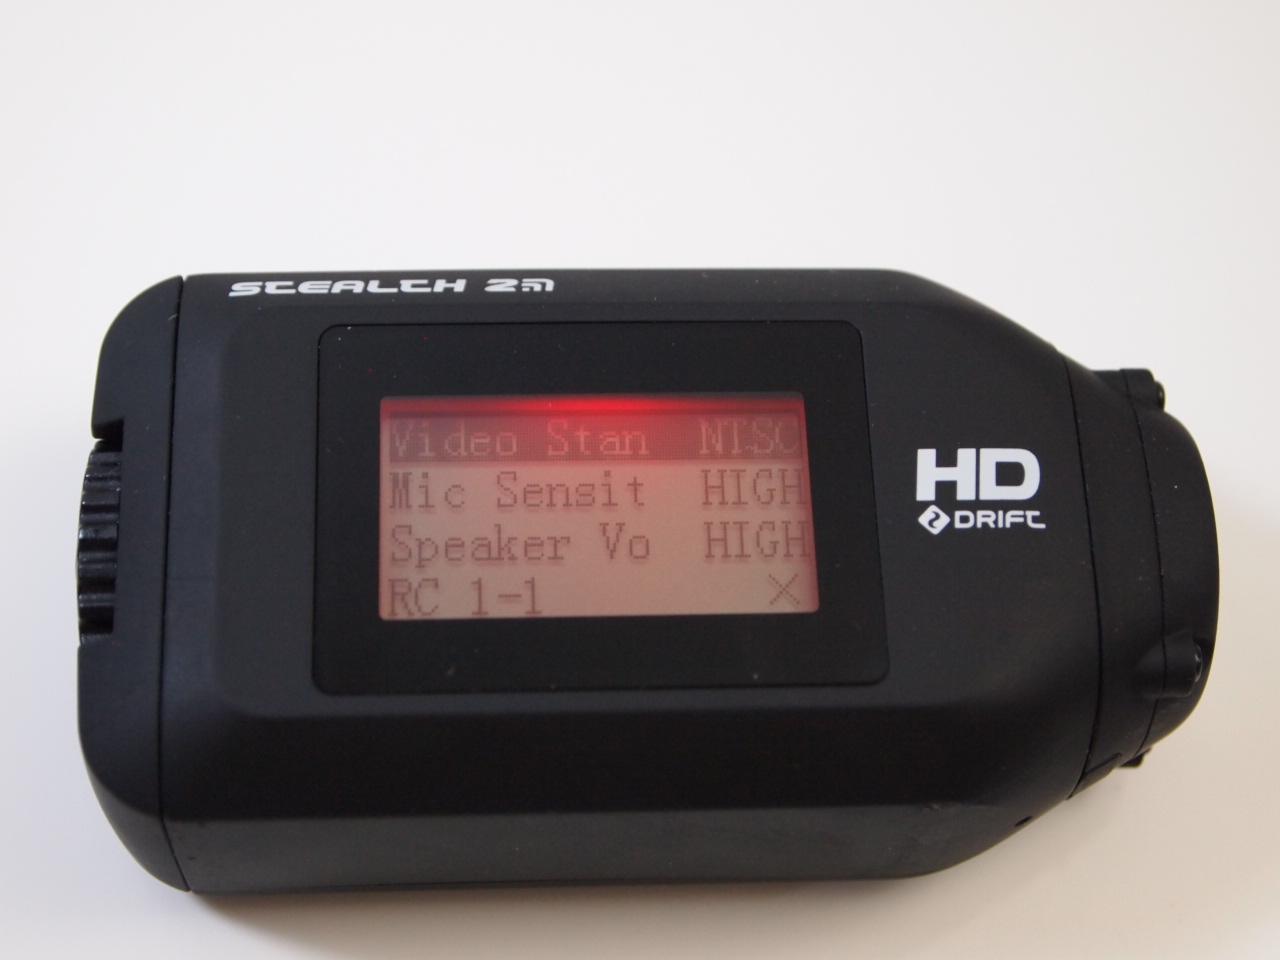 STEALTH 2
Video Stan NTSC
Mic Sensit HIGH
Speaker Vo HIGH
RC 1-1 ×
HD
DRIFT